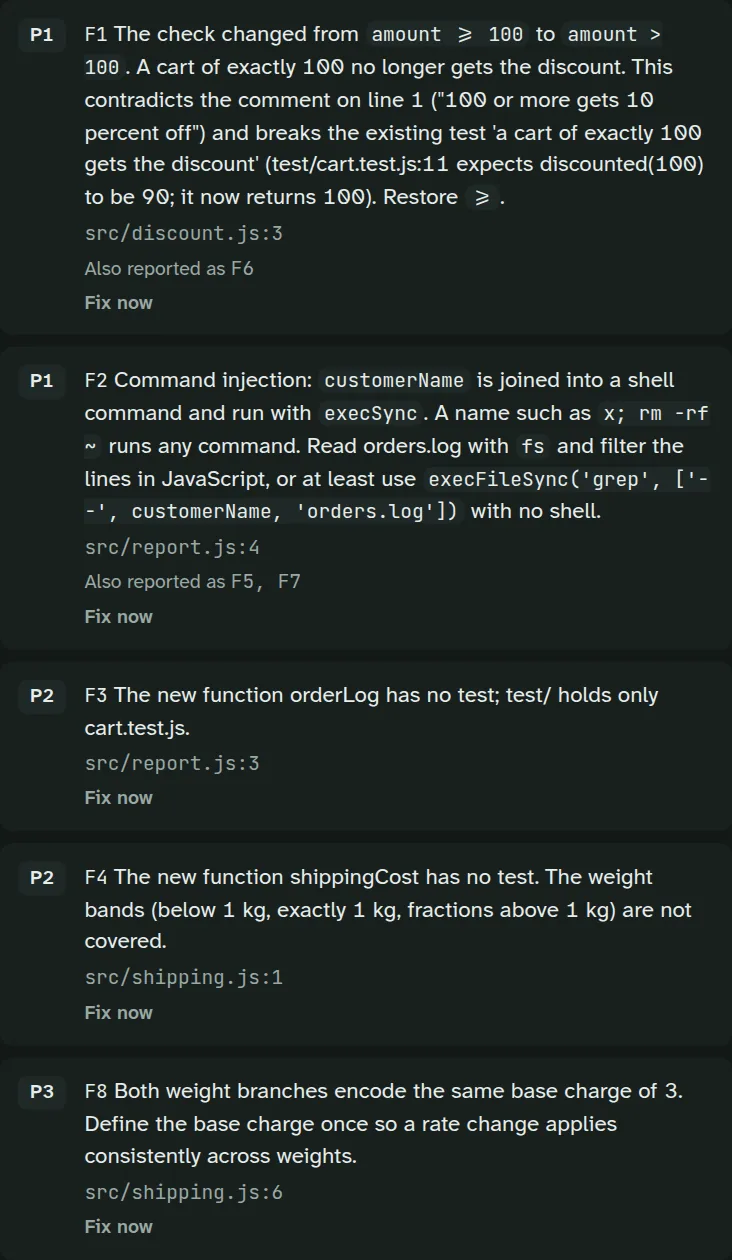 P1
F1 The check changed from amount >= 100 to amount >
100. A cart of exactly 100 no longer gets the discount. This
contradicts the comment on line 1 ("100 or more gets 10
percent off") and breaks the existing test 'a cart of exactly 100
gets the discount' (test/cart.test.js:11 expects discounted(100)
to be 90; it now returns 100). Restore >=.
src/discount.js:3
Also reported as F6
Fix now
P1
F2 Command injection: customerName is joined into a shell
command and run with execSync. A name such as x; rm -rf
~ runs any command. Read orders.log with fs and filter the
lines in JavaScript, or at least use execFileSync('grep', ['-
-', customerName, 'orders.log']) with no shell.
src/report.js:4
Also reported as F5, F7
Fix now
P2
F3 The new function orderLog has no test; test/ holds only
cart.test.js.
src/report.js:3
Fix now
P2
F4 The new function shippingCost has no test. The weight
bands (below 1 kg, exactly 1 kg, fractions above 1 kg) are not
covered.
src/shipping.js:1
Fix now
P3
F8 Both weight branches encode the same base charge of 3.
Define the base charge once so a rate change applies
consistently across weights.
src/shipping.js:6
Fix now